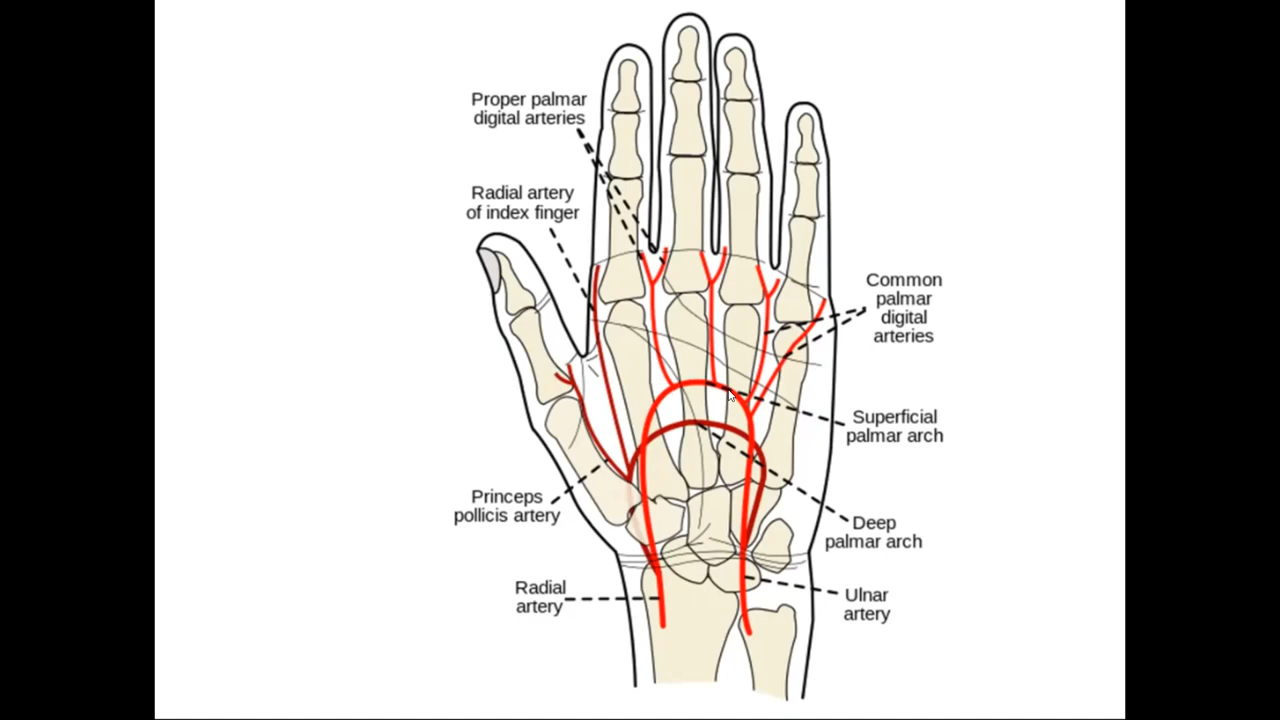 Proper palmar
digital arteries
Radial artery
of index finger
Common
palmar
digital
arteries
Superficial
palmar arch
Princeps
pollicis artery
Deep
palmar arch
Radial
artery
Ulnar
artery